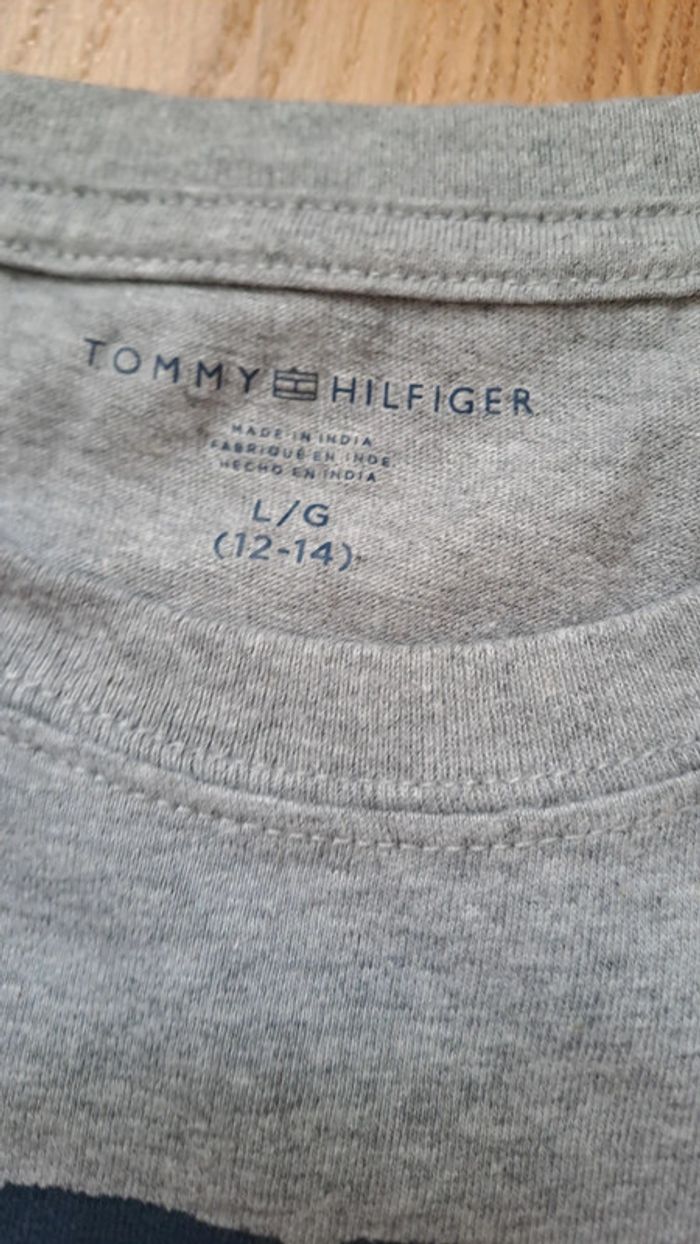 TOMMY HILFIGER
MADE IN INDIA
FABRIQUÉ EN INDE
HECHO EN INDIA
L/G
(12-14)